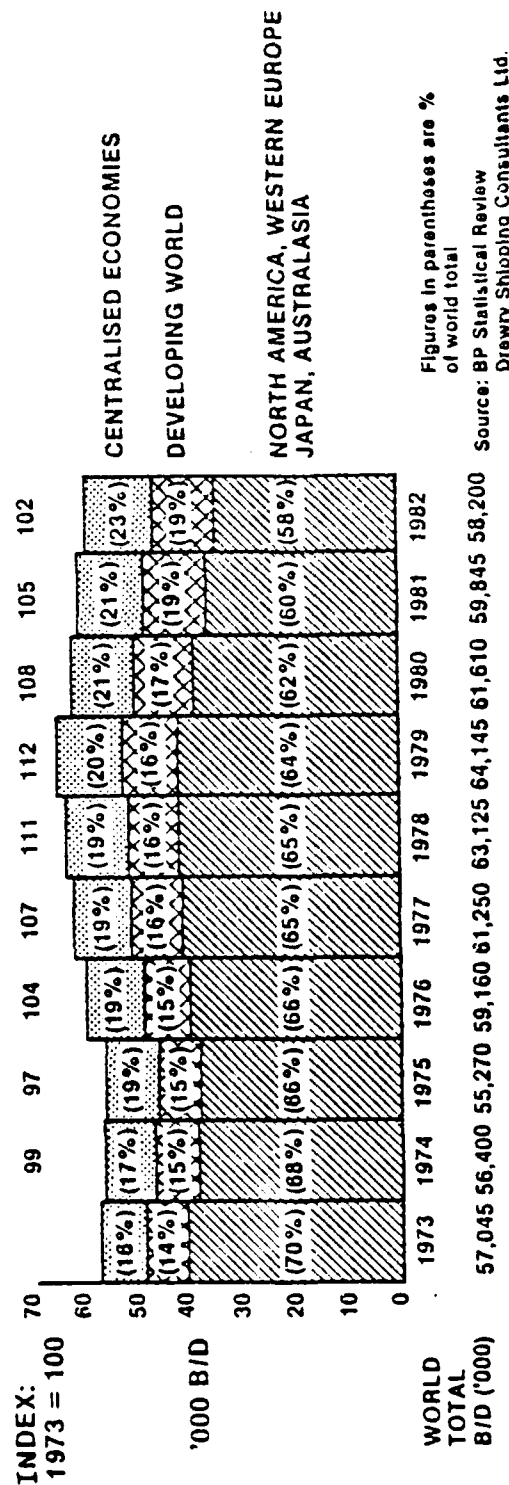 INDEX:
1973 = 100
99 97 104 107 111 112 108 105 102
70
60
50
40
30
20
10
0
'000 B/D
(16%) (17%) (19%) (19%) (19%) (19%) (20%) (21%) (21%) (23%)
(14%) (15%) (15%) (15%) (16%) (16%) (16%) (17%) (19%) (19%)
(70%) (68%) (66%) (66%) (65%) (65%) (64%) (62%) (60%) (58%)
CENTRALISED ECONOMIES
DEVELOPING WORLD
NORTH AMERICA, WESTERN EUROPE
JAPAN, AUSTRALASIA
1973 1974 1975 1976 1977 1978 1979 1980 1981 1982
WORLD
TOTAL
B/D ('000)
57,045 56,400 55,270 59,160 61,250 63,125 64,145 61,610 59,845 58,200
Figures in parentheses are %
of world total
Source: BP Statistical Review
Drewry Shipping Consultants Ltd.